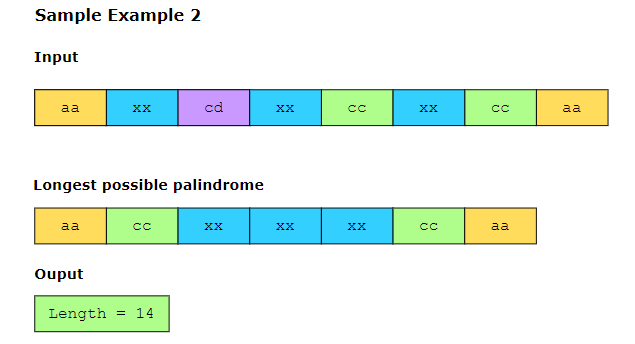 Sample Example 2
Input
aa xx cd xx cc xx cc aa
Longest possible palindrome
aa cc xx xx xx cc aa
Ouput
Length = 14